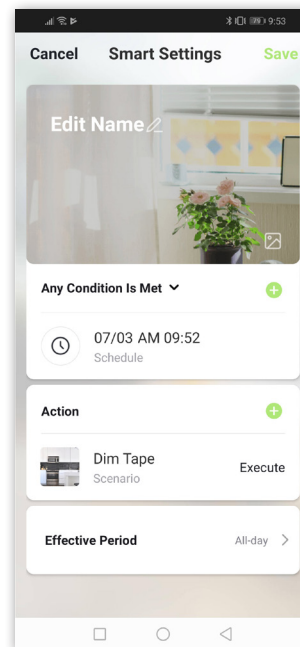 79 9:53
Cancel Smart Settings Save
Edit Name
Any Condition Is Met
07/03 AM 09:52
Schedule
Action
Dim Tape
Scenario
Execute
Effective Period All-day